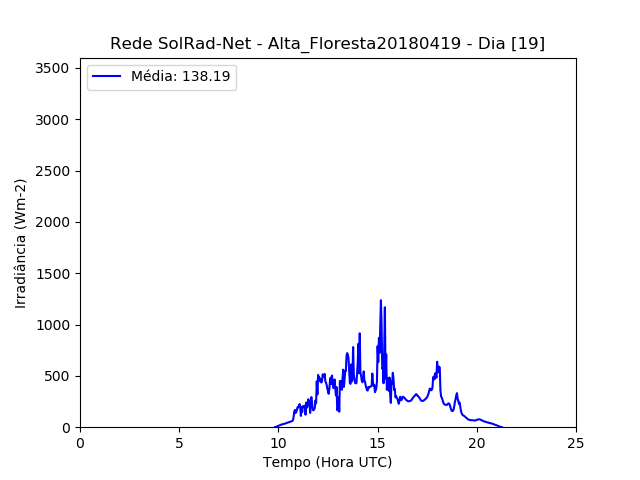 Rede SolRad-Net - Alta_Floresta20180419 - Dia [19]
Média: 138.19
Irradiância (Wm-2)
3500
3000
2500
2000
1500
1000
500
0
0 5 10 15 20 25
Tempo (Hora UTC)